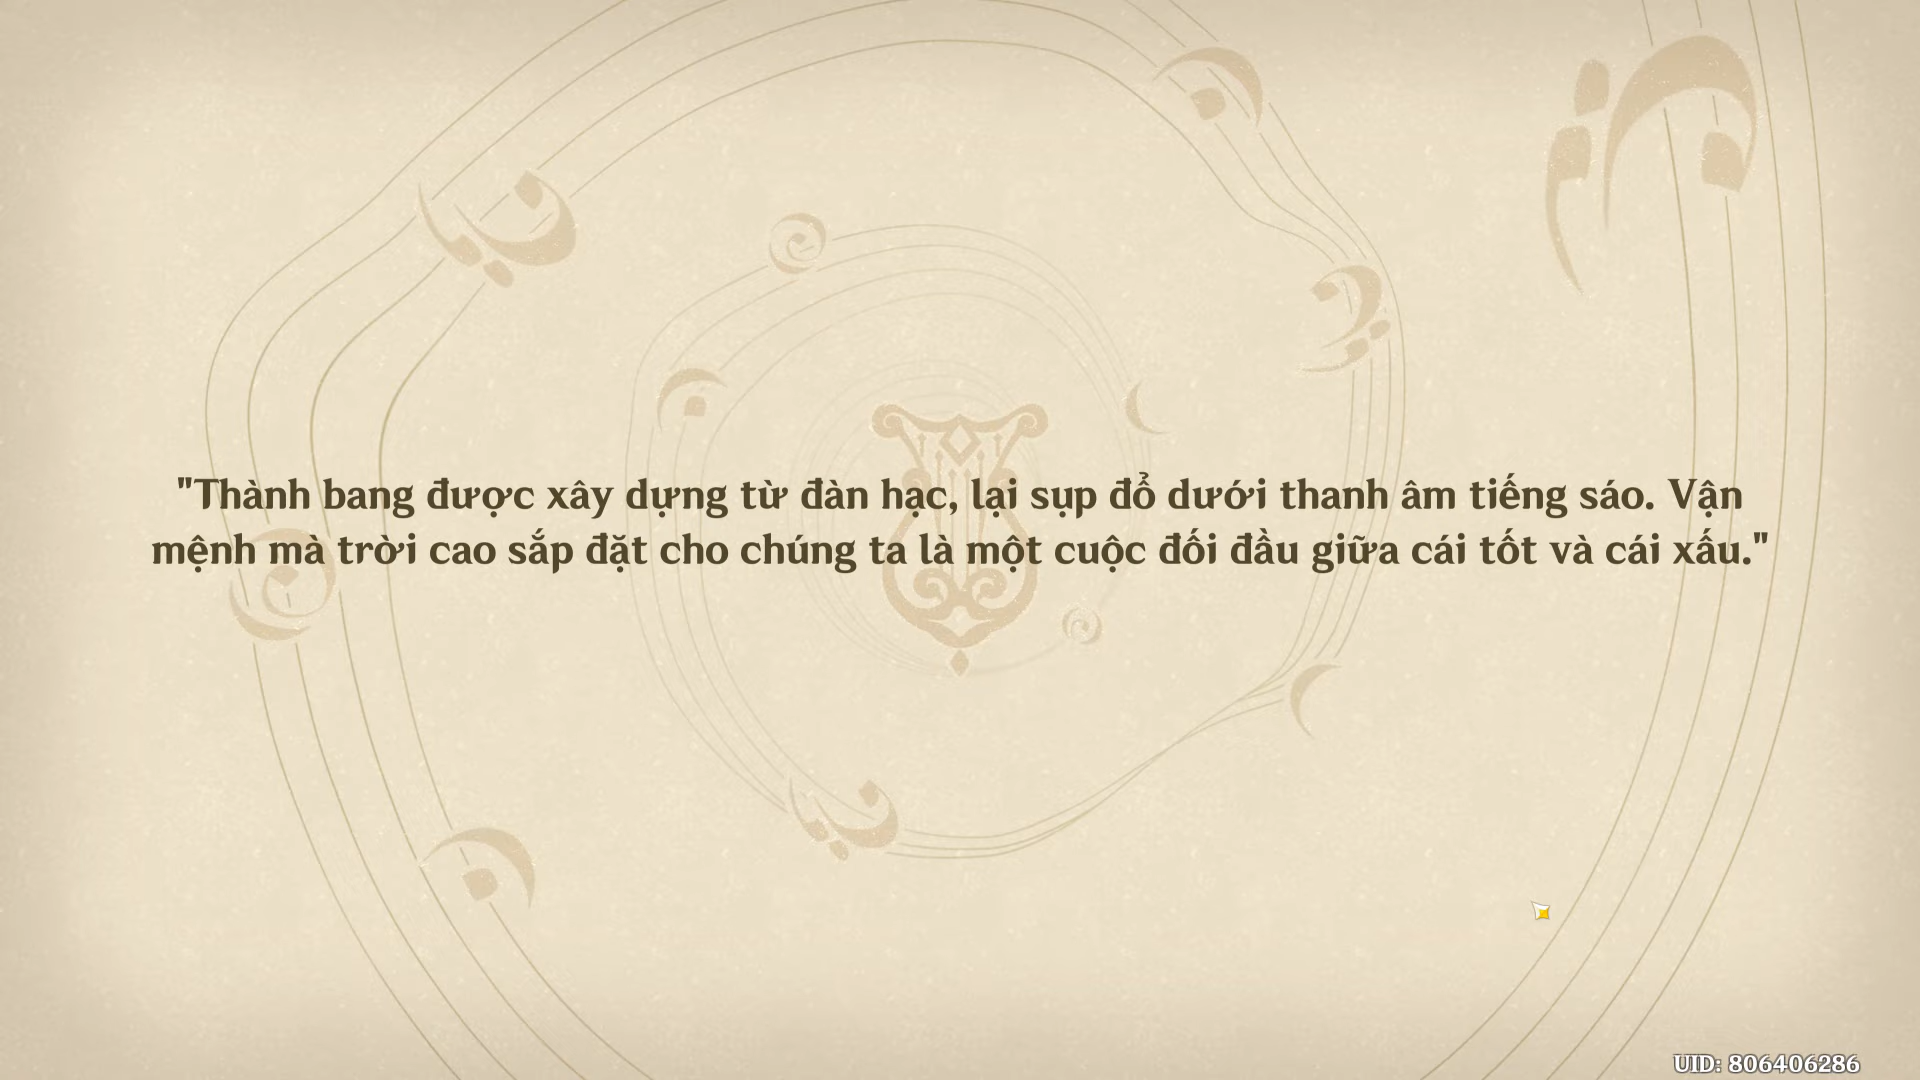 "Thành bang được xây dựng từ đàn hạc, lại sụp đổ dưới thanh âm tiếng sáo. Vận
mệnh mà trời cao sắp đặt cho chúng ta là một cuộc đối đầu giữa cái tốt và cái xấu."
UID: 806406286